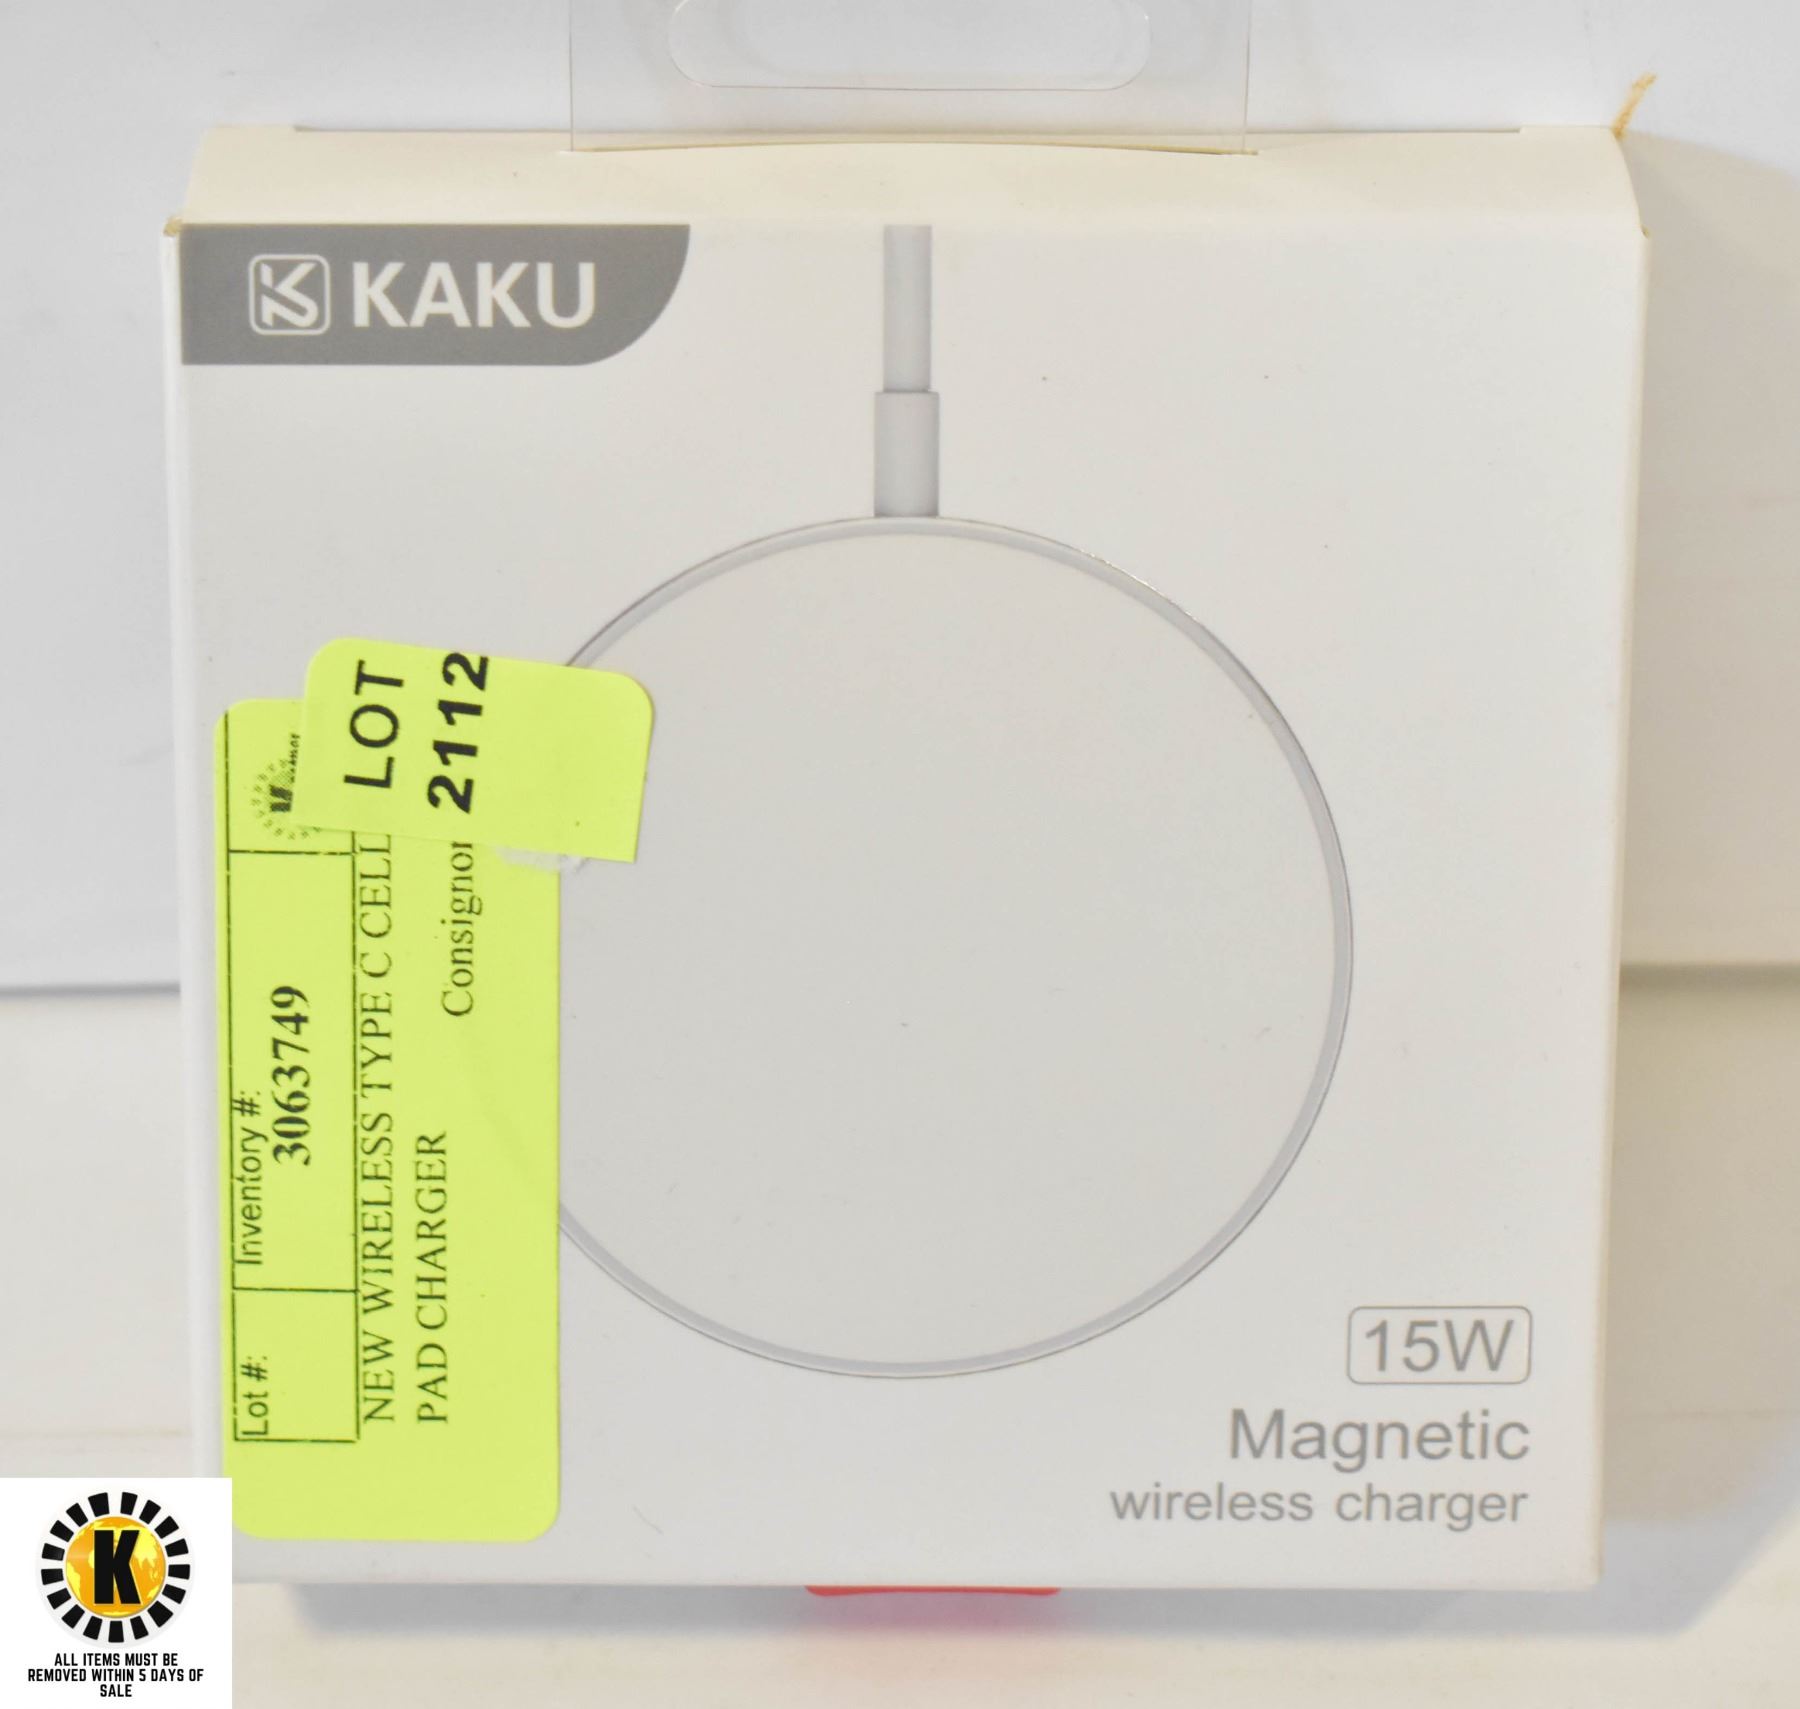 KAKU
LOT
2112
Lot #:
Inventory #:
3063749
NEW WIRELESS TYPE C CELL
PAD CHARGER
Consignor
15W
Magnetic
wireless charger
K
ALL ITEMS MUST BE
REMOVED WITHIN 5 DAYS OF
SALE